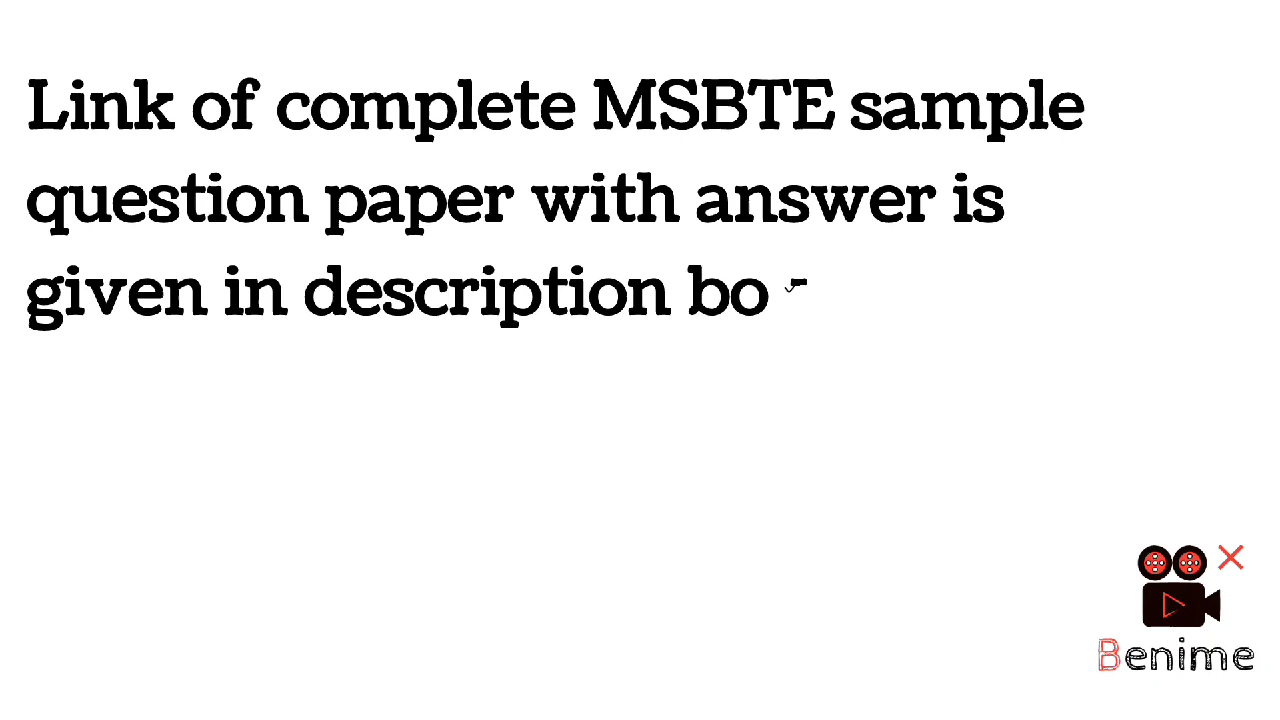 Link of complete MSBTE sample
question paper with answer is
given in description bo
Benime